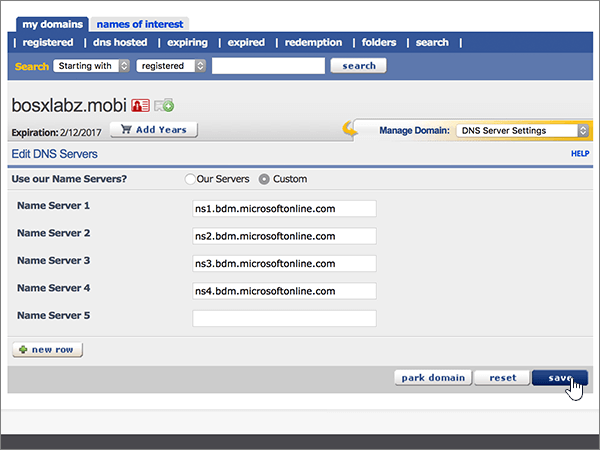 my domains names of interest
| registered | dns hosted | expiring | expired | redemption | folders | search |
Search Starting with registered search
bosxlabz.mobi
Expiration: 2/12/2017 Add Years Manage Domain: DNS Server Settings
Edit DNS Servers HELP
Use our Name Servers? Our Servers Custom
Name Server 1 ns1.bdm.microsoftonline.com
Name Server 2 ns2.bdm.microsoftonline.com
Name Server 3 ns3.bdm.microsoftonline.com
Name Server 4 ns4.bdm.microsoftonline.com
Name Server 5
new row
park domain reset save